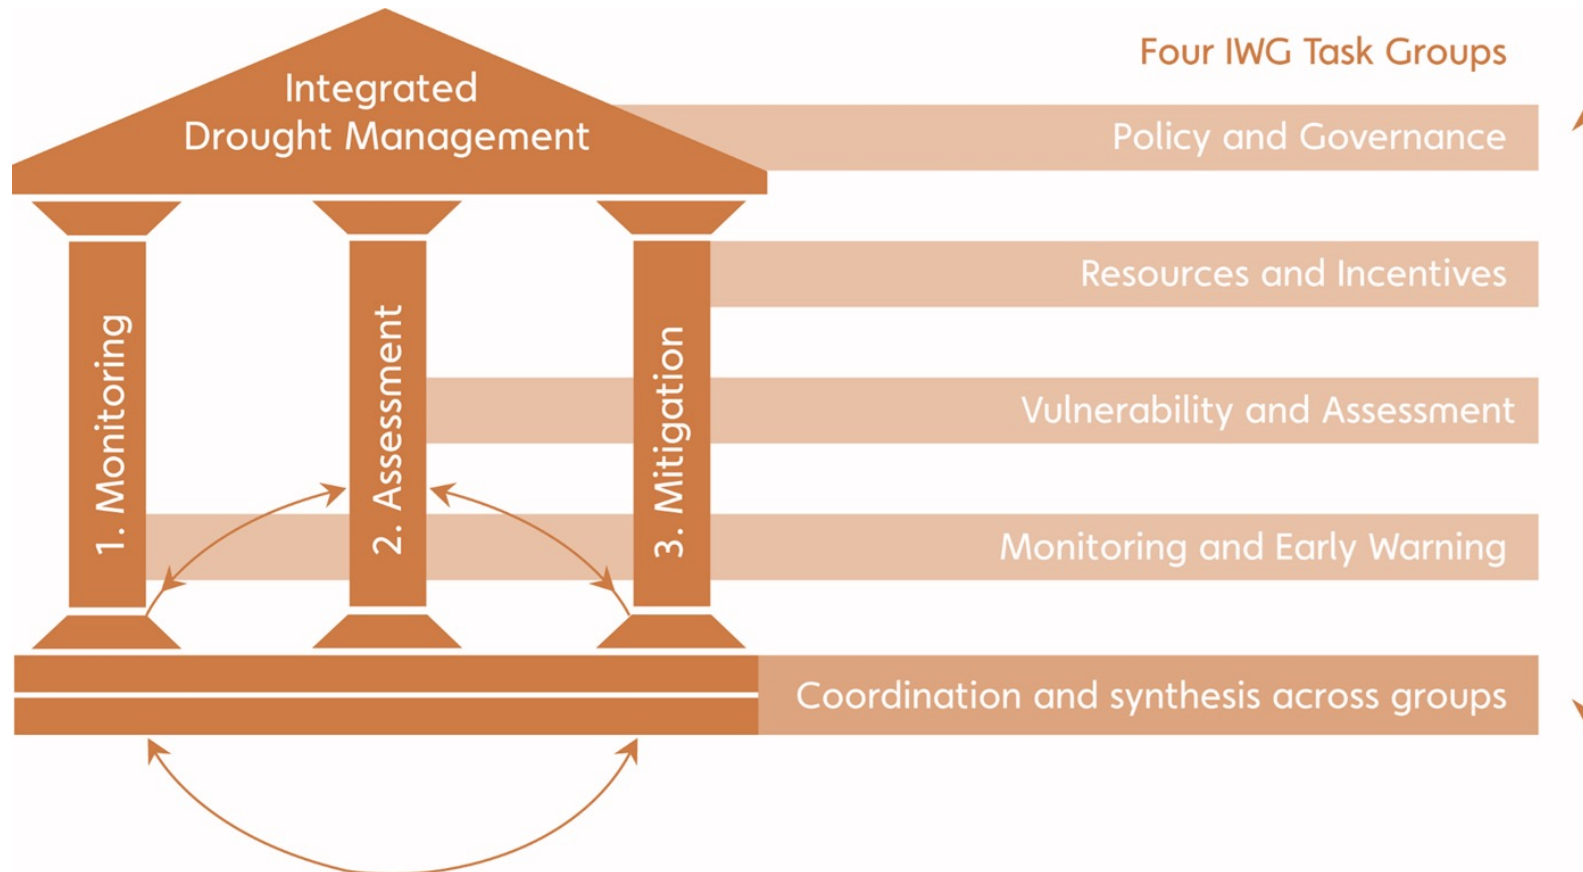 Integrated
Drought Management
1. Monitoring
2. Assessment
3. Mitigation
Four IWG Task Groups
Policy and Governance
Resources and Incentives
Vulnerability and Assessment
Monitoring and Early Warning
Coordination and synthesis across groups